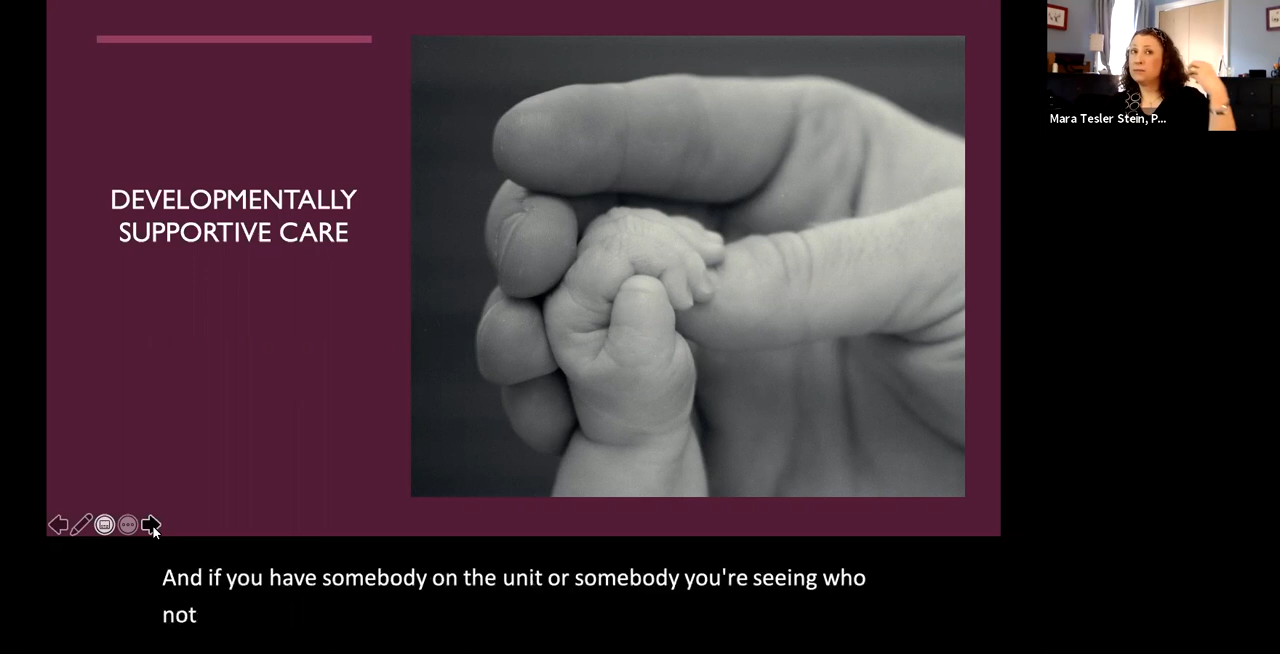 DEVELOPMENTALLY
SUPPORTIVE CARE
Mara Tesler Stein, P...
And if you have somebody on the unit or somebody you're seeing who
not